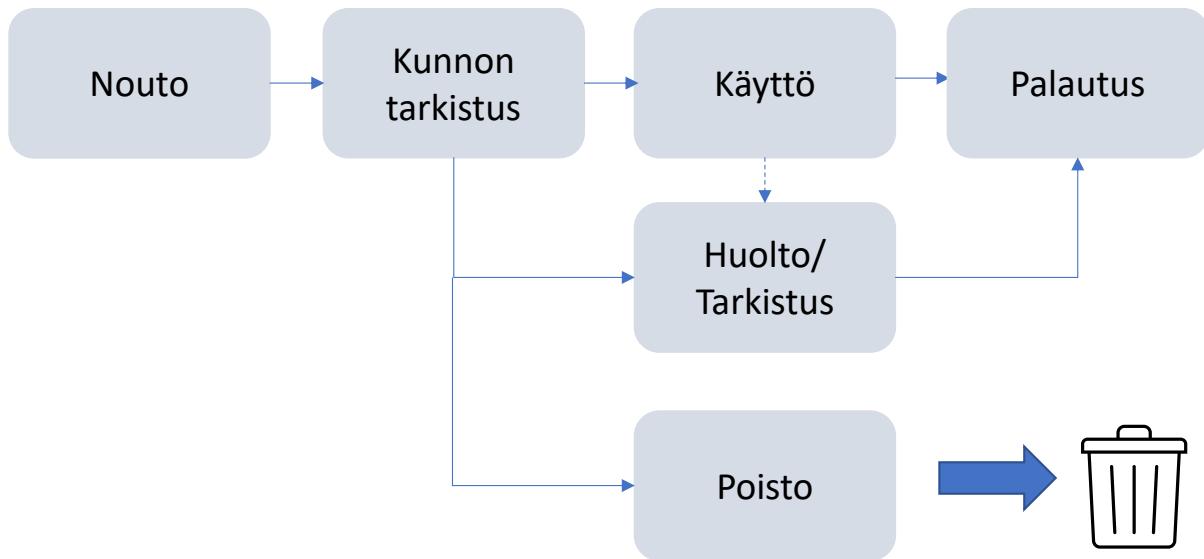 Nouto
Kunnon
tarkistus
Käyttö
Palautus
Huolto/
Tarkistus
Poisto